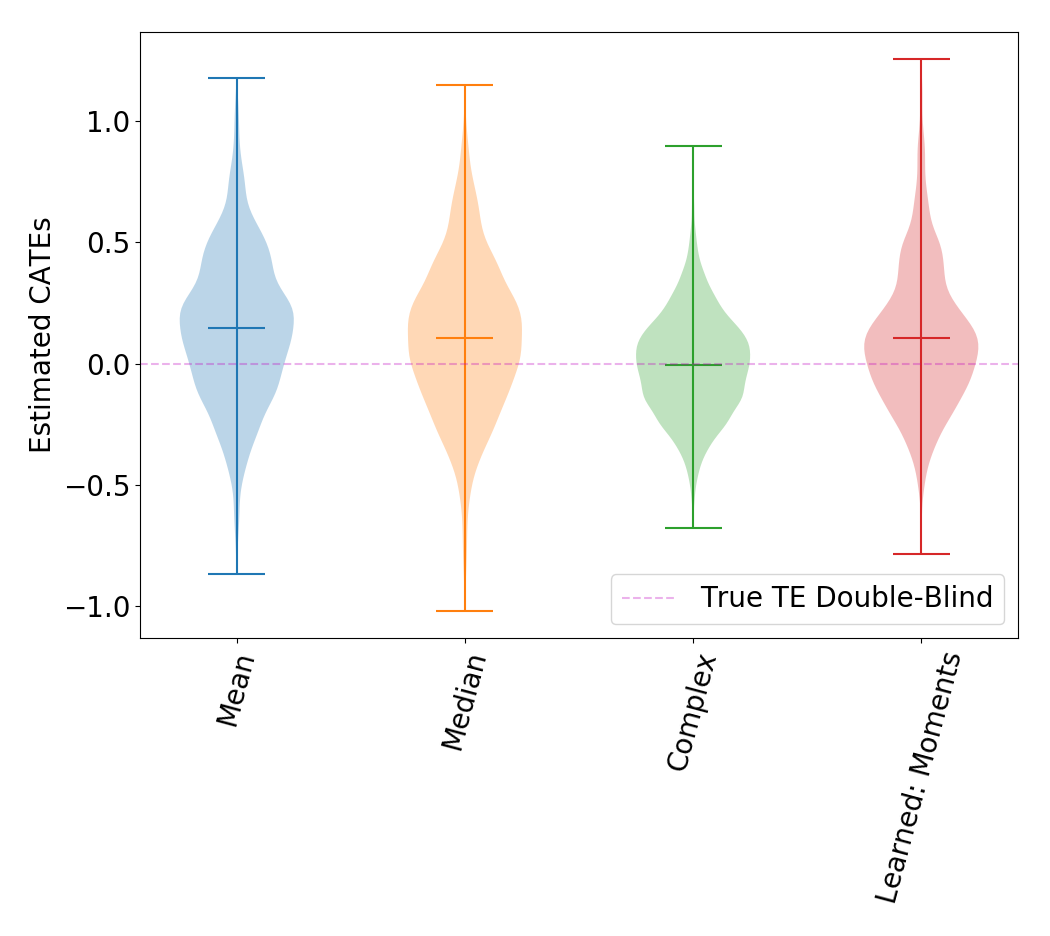 Estimated CATEs
1.0
0.5
0.0
−0.5
−1.0
True TE Double-Blind
Mean
Median
Complex
Learned: Moments